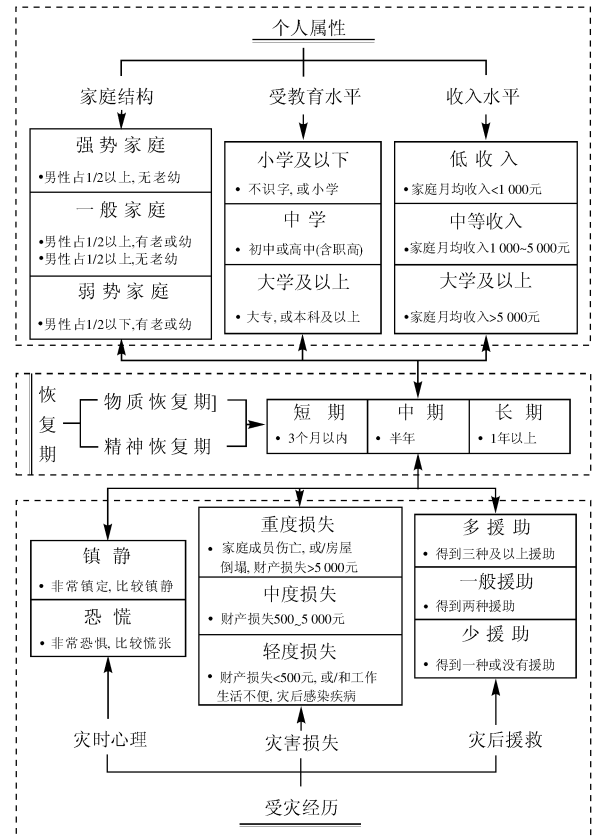 个人属性
家庭结构
受教育水平
收入水平
强势家庭
•男性占1/2以上,无老幼
一般家庭
•男性占1/2以上,有老或幼
•男性占1/2以上,无老幼
弱势家庭
•男性占1/2以下,有老或幼
小学及以下
• 不识字,或小学
中学
• 初中或高中(含职高)
大学及以上
• 大专,或本科及以上
低收入
•家庭月均收入<1 000元
中等收入
•家庭月均收入1 000~5 000元
大学及以上
•家庭月均收入>5 000元
恢复期
物质恢复期]
精神恢复期
短期
• 3个月以内
中期
• 半年
长期
• 1年以上
镇静
• 非常镇定,比较镇静
恐慌
• 非常恐惧,比较慌张
重度损失
• 家庭成员伤亡,或/房屋
倒塌,财产损失>5 000元
中度损失
• 财产损失500~5 000元
轻度损失
• 财产损失<500元,或/和工作
生活不便,灾后感染疾病
多援助
• 得到三种及以上援助
一般援助
• 得到两种援助
少援助
• 得到一种或没有援助
灾时心理
灾害损失
灾后援救
受灾经历